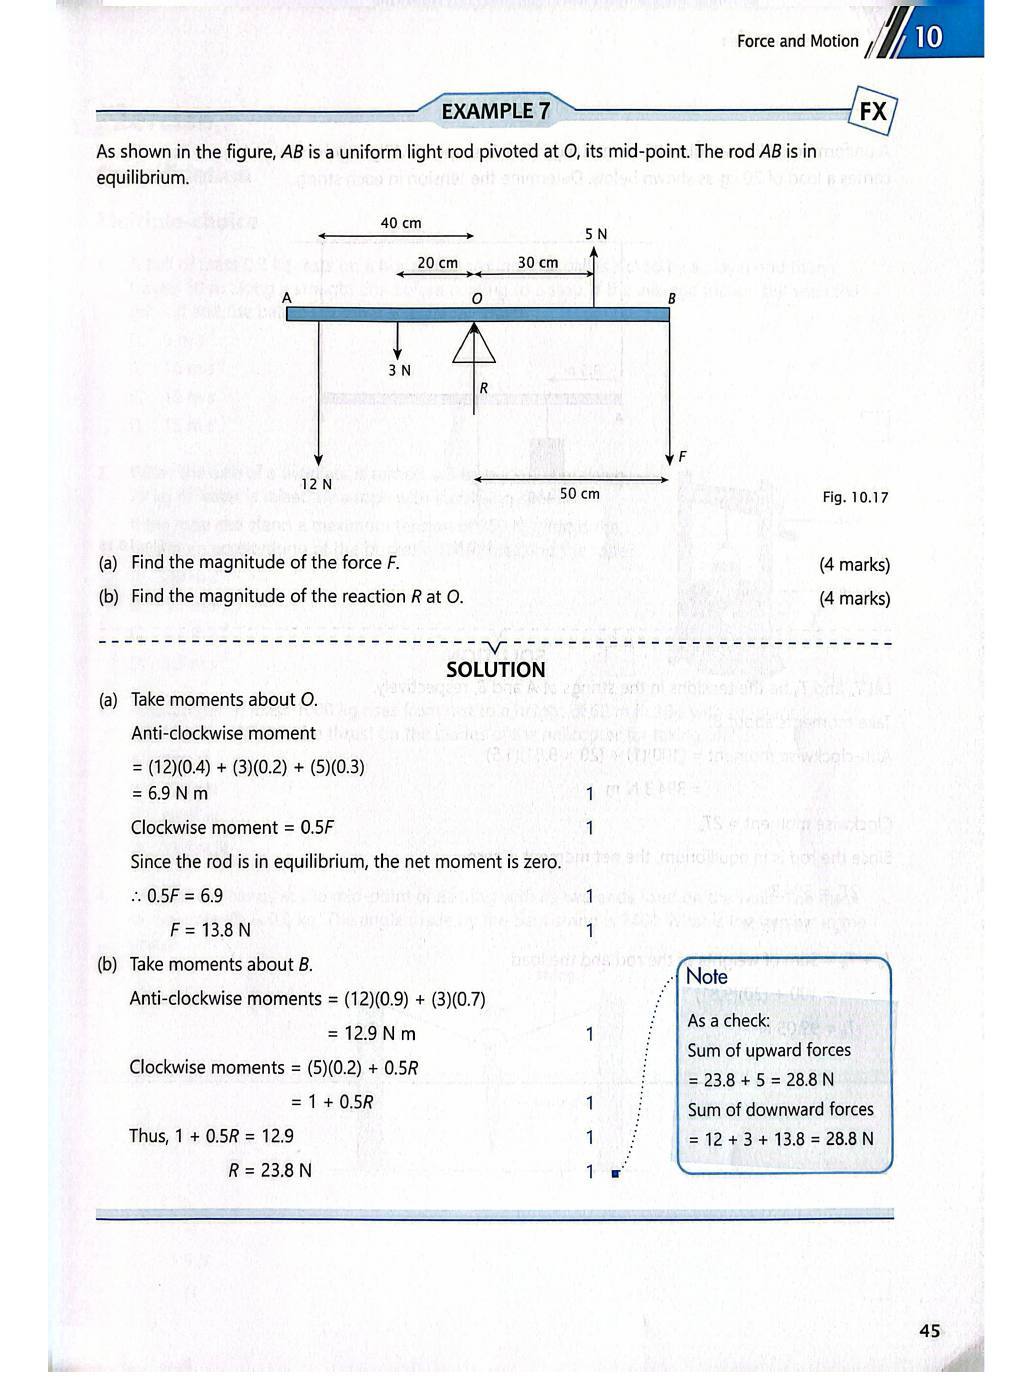 Force and Motion 10
EXAMPLE 7
FX
As shown in the figure, AB is a uniform light rod pivoted at O, its mid-point. The rod AB is in
equilibrium.
40 cm
5 N
20 cm 30 cm
A O B
3 N
R
F
12 N
50 cm
Fig. 10.17
(a) Find the magnitude of the force F. (4 marks)
(b) Find the magnitude of the reaction R at O. (4 marks)
SOLUTION
(a) Take moments about O.
Anti-clockwise moment
= (12)(0.4) + (3)(0.2) + (5)(0.3)
= 6.9 N m 1
Clockwise moment = 0.5F 1
Since the rod is in equilibrium, the net moment is zero.
∴ 0.5F = 6.9 1
F = 13.8 N 1
(b) Take moments about B.
Anti-clockwise moments = (12)(0.9) + (3)(0.7)
= 12.9 N m 1
Clockwise moments = (5)(0.2) + 0.5R
= 1 + 0.5R 1
Thus, 1 + 0.5R = 12.9 1
R = 23.8 N 1
Note
As a check:
Sum of upward forces
= 23.8 + 5 = 28.8 N
Sum of downward forces
= 12 + 3 + 13.8 = 28.8 N
45